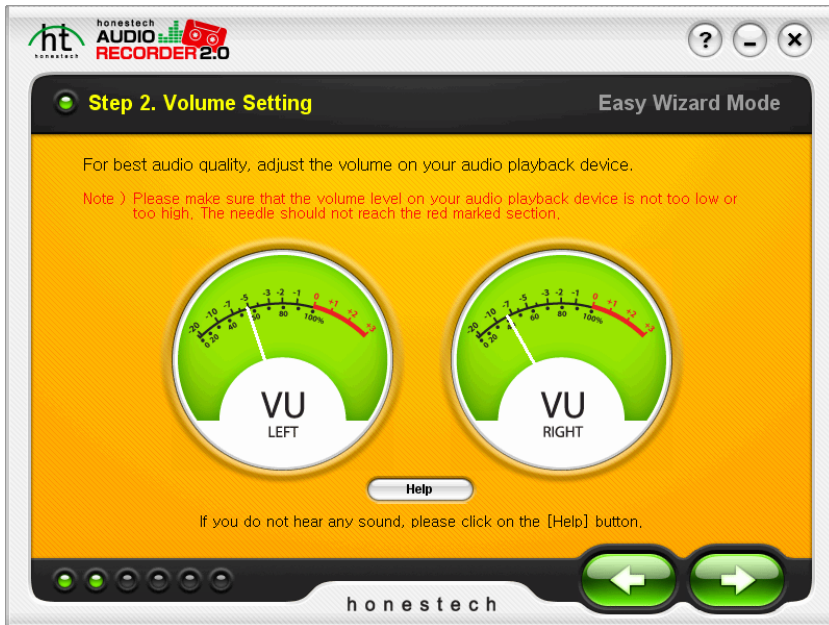 honestech
AUDIO
RECORDER 2.0
ht
honestech
?
Step 2. Volume Setting
Easy Wizard Mode
For best audio quality, adjust the volume on your audio playback device.
Note ) Please make sure that the volume level on your audio playback device is not too low or
too high, The needle should not reach the red marked section,
-20 -10 -7 -5 -3 -2 -1 0 +1 +2 +3
0 20 40 60 80 100%
VU
LEFT
-20 -10 -7 -5 -3 -2 -1 0 +1 +2 +3
0 20 40 60 80 100%
VU
RIGHT
Help
If you do not hear any sound, please click on the [Help] button,
honestech